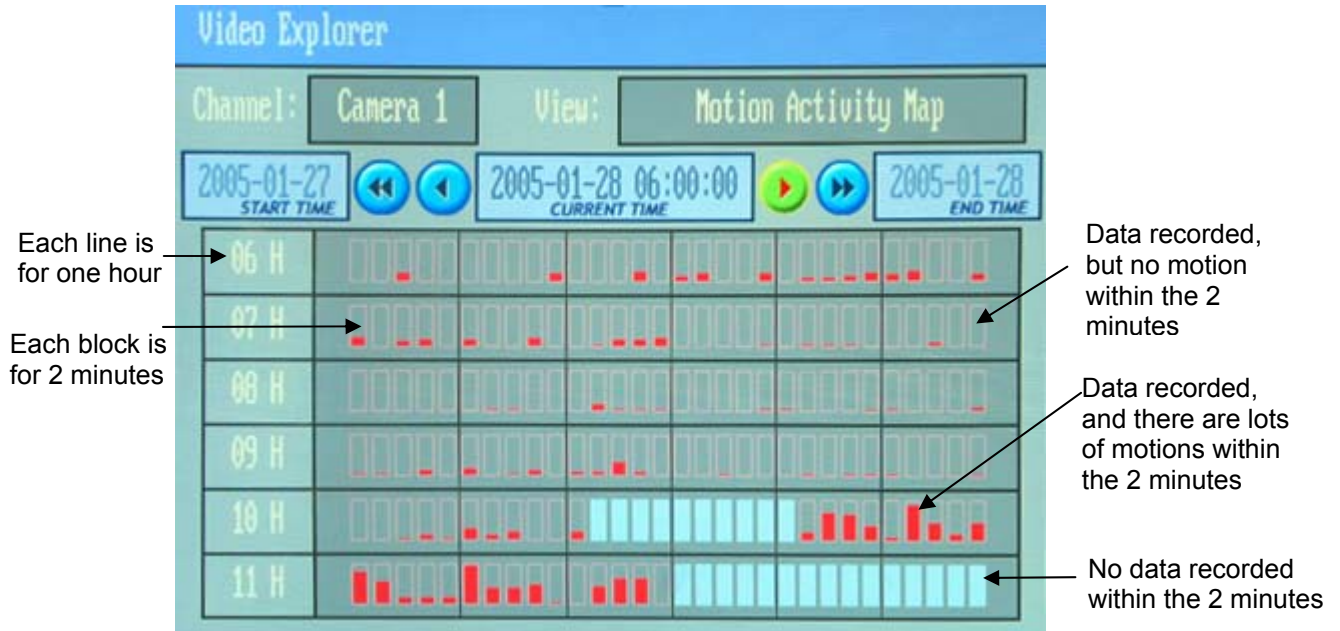 Video Explorer
Channel: Camera 1 View: Motion Activity Map
2005-01-27 2005-01-28 06:00:00 2005-01-28
START TIME CURRENT TIME END TIME
06 H
07 H
08 H
09 H
10 H
11 H
Each line is
for one hour
Each block is
for 2 minutes
Data recorded,
but no motion
within the 2
minutes
Data recorded,
and there are lots
of motions within
the 2 minutes
No data recorded
within the 2 minutes